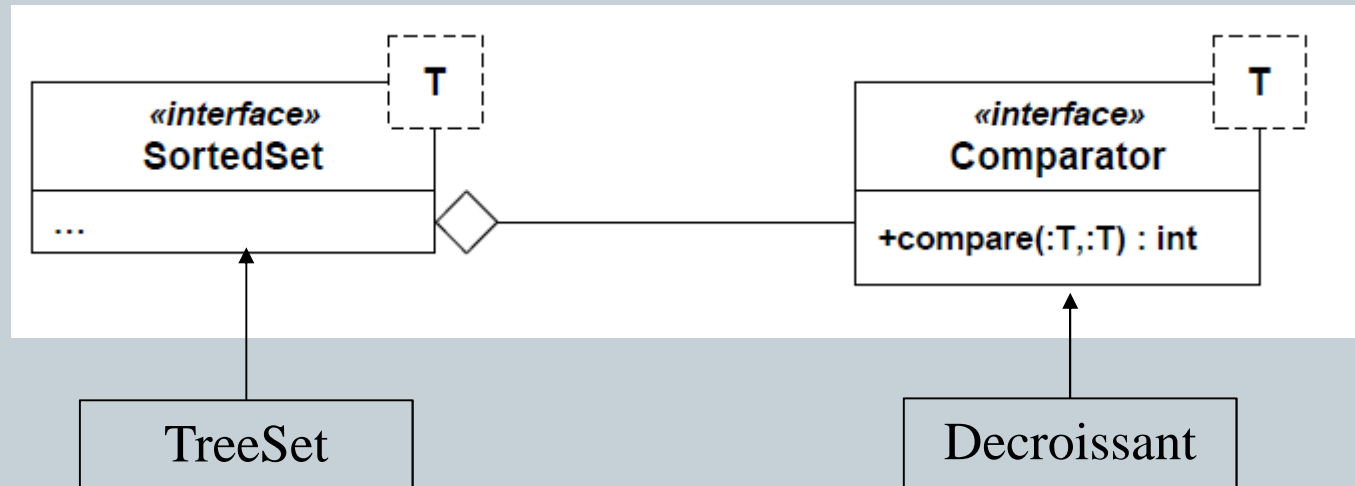 T
«interface»
SortedSet
...
T
«interface»
Comparator
+compare(:T,:T) : int
TreeSet
Decroissant